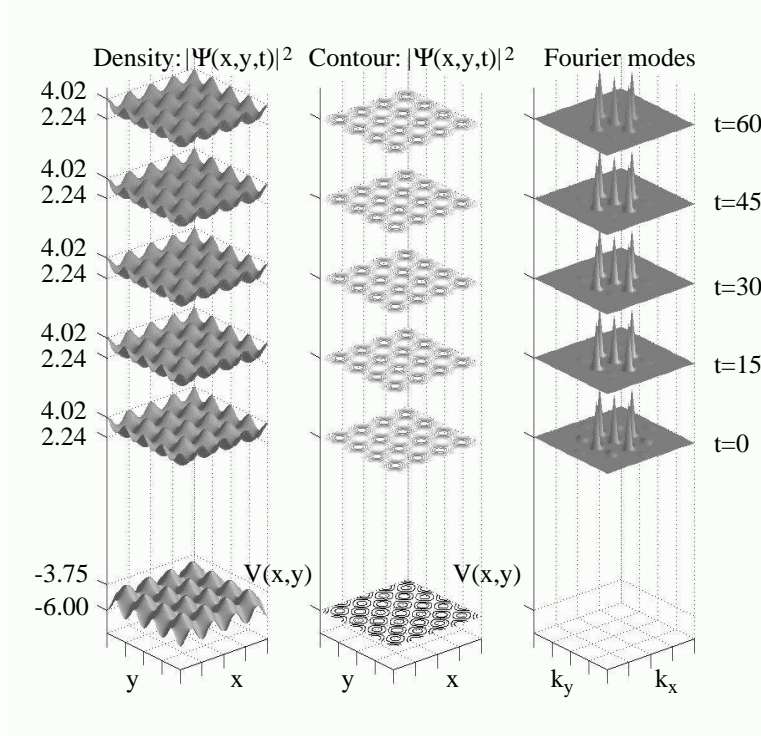 Density: |Ψ(x,y,t)|² Contour: |Ψ(x,y,t)|² Fourier modes
4.02
2.24
t=60
4.02
2.24
t=45
4.02
2.24
t=30
4.02
2.24
t=15
4.02
2.24
t=0
-3.75
V(x,y) V(x,y)
-6.00
y x y x k_y k_x